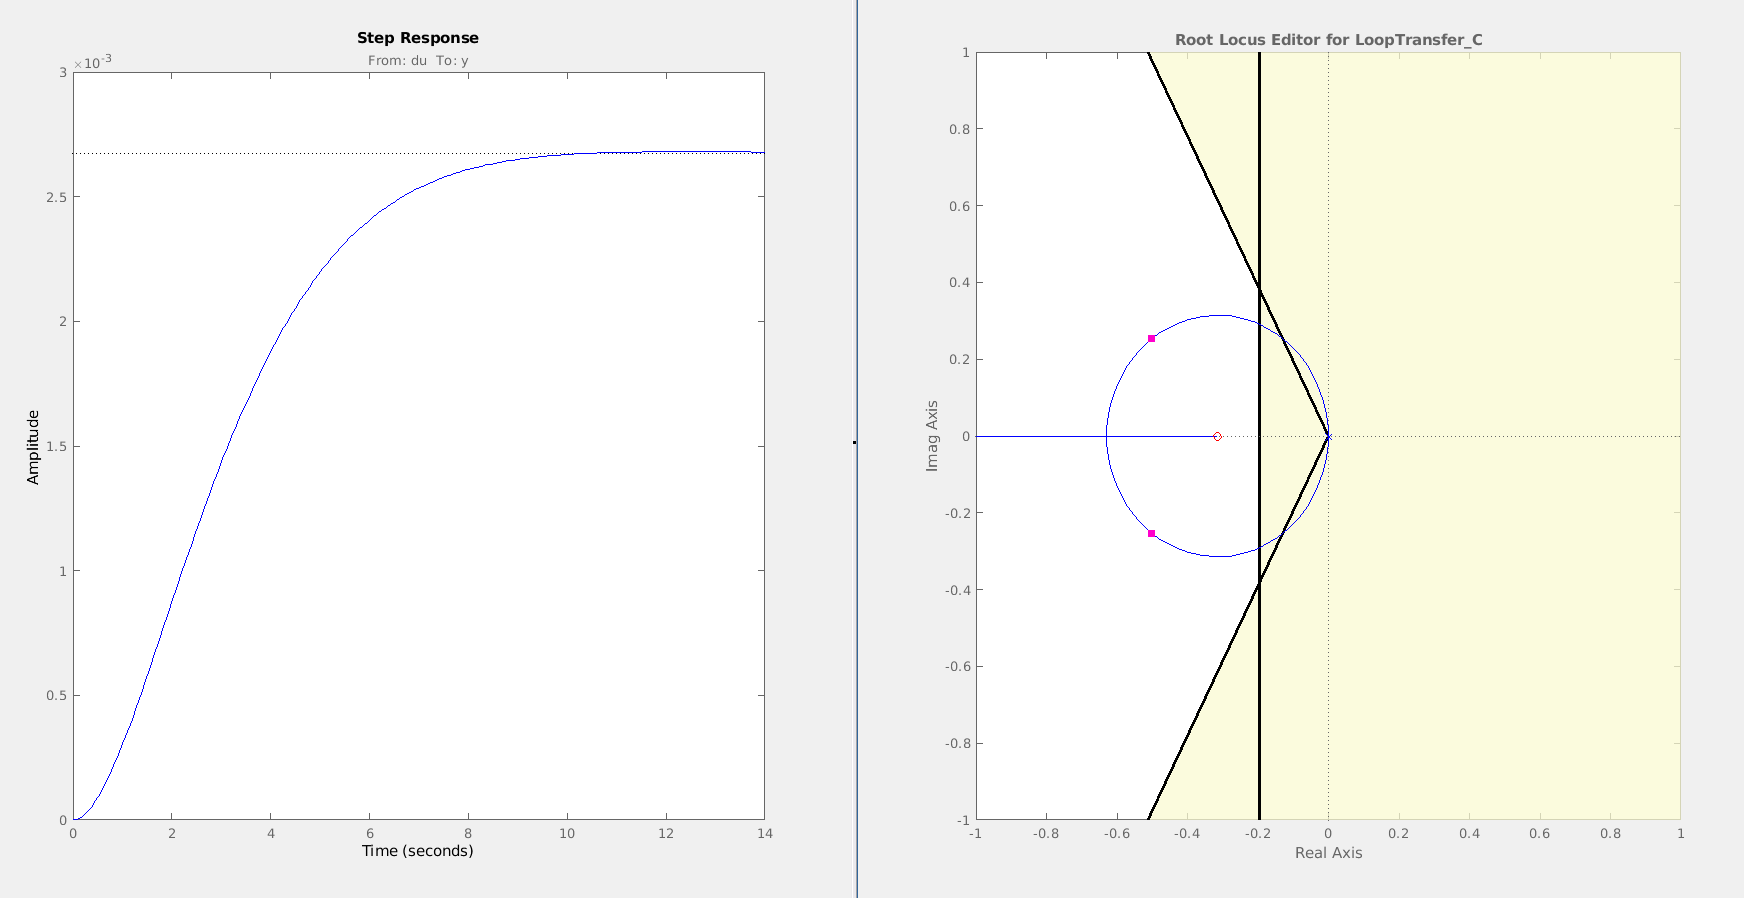 Step Response
From: du To: y
×10-3
3
2.5
2
1.5
1
0.5
0
0 2 4 6 8 10 12 14
Amplitude
Time (seconds)
Root Locus Editor for LoopTransfer_C
1
0.8
0.6
0.4
0.2
0
-0.2
-0.4
-0.6
-0.8
-1
-1 -0.8 -0.6 -0.4 -0.2 0 0.2 0.4 0.6 0.8 1
Imag Axis
Real Axis